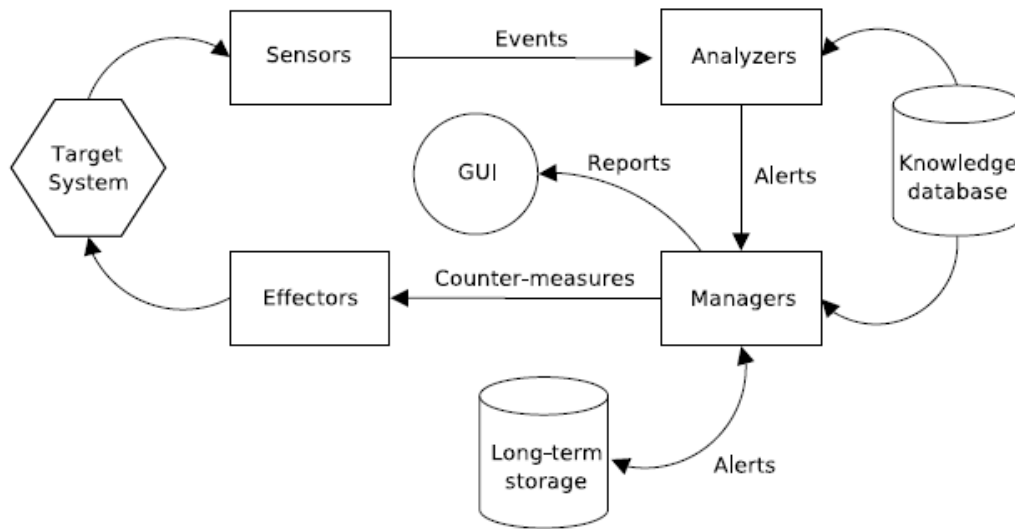 Sensors
Events
Analyzers
Target
System
GUI
Reports
Alerts
Knowledge
database
Effectors
Counter-measures
Managers
Long-term
storage
Alerts